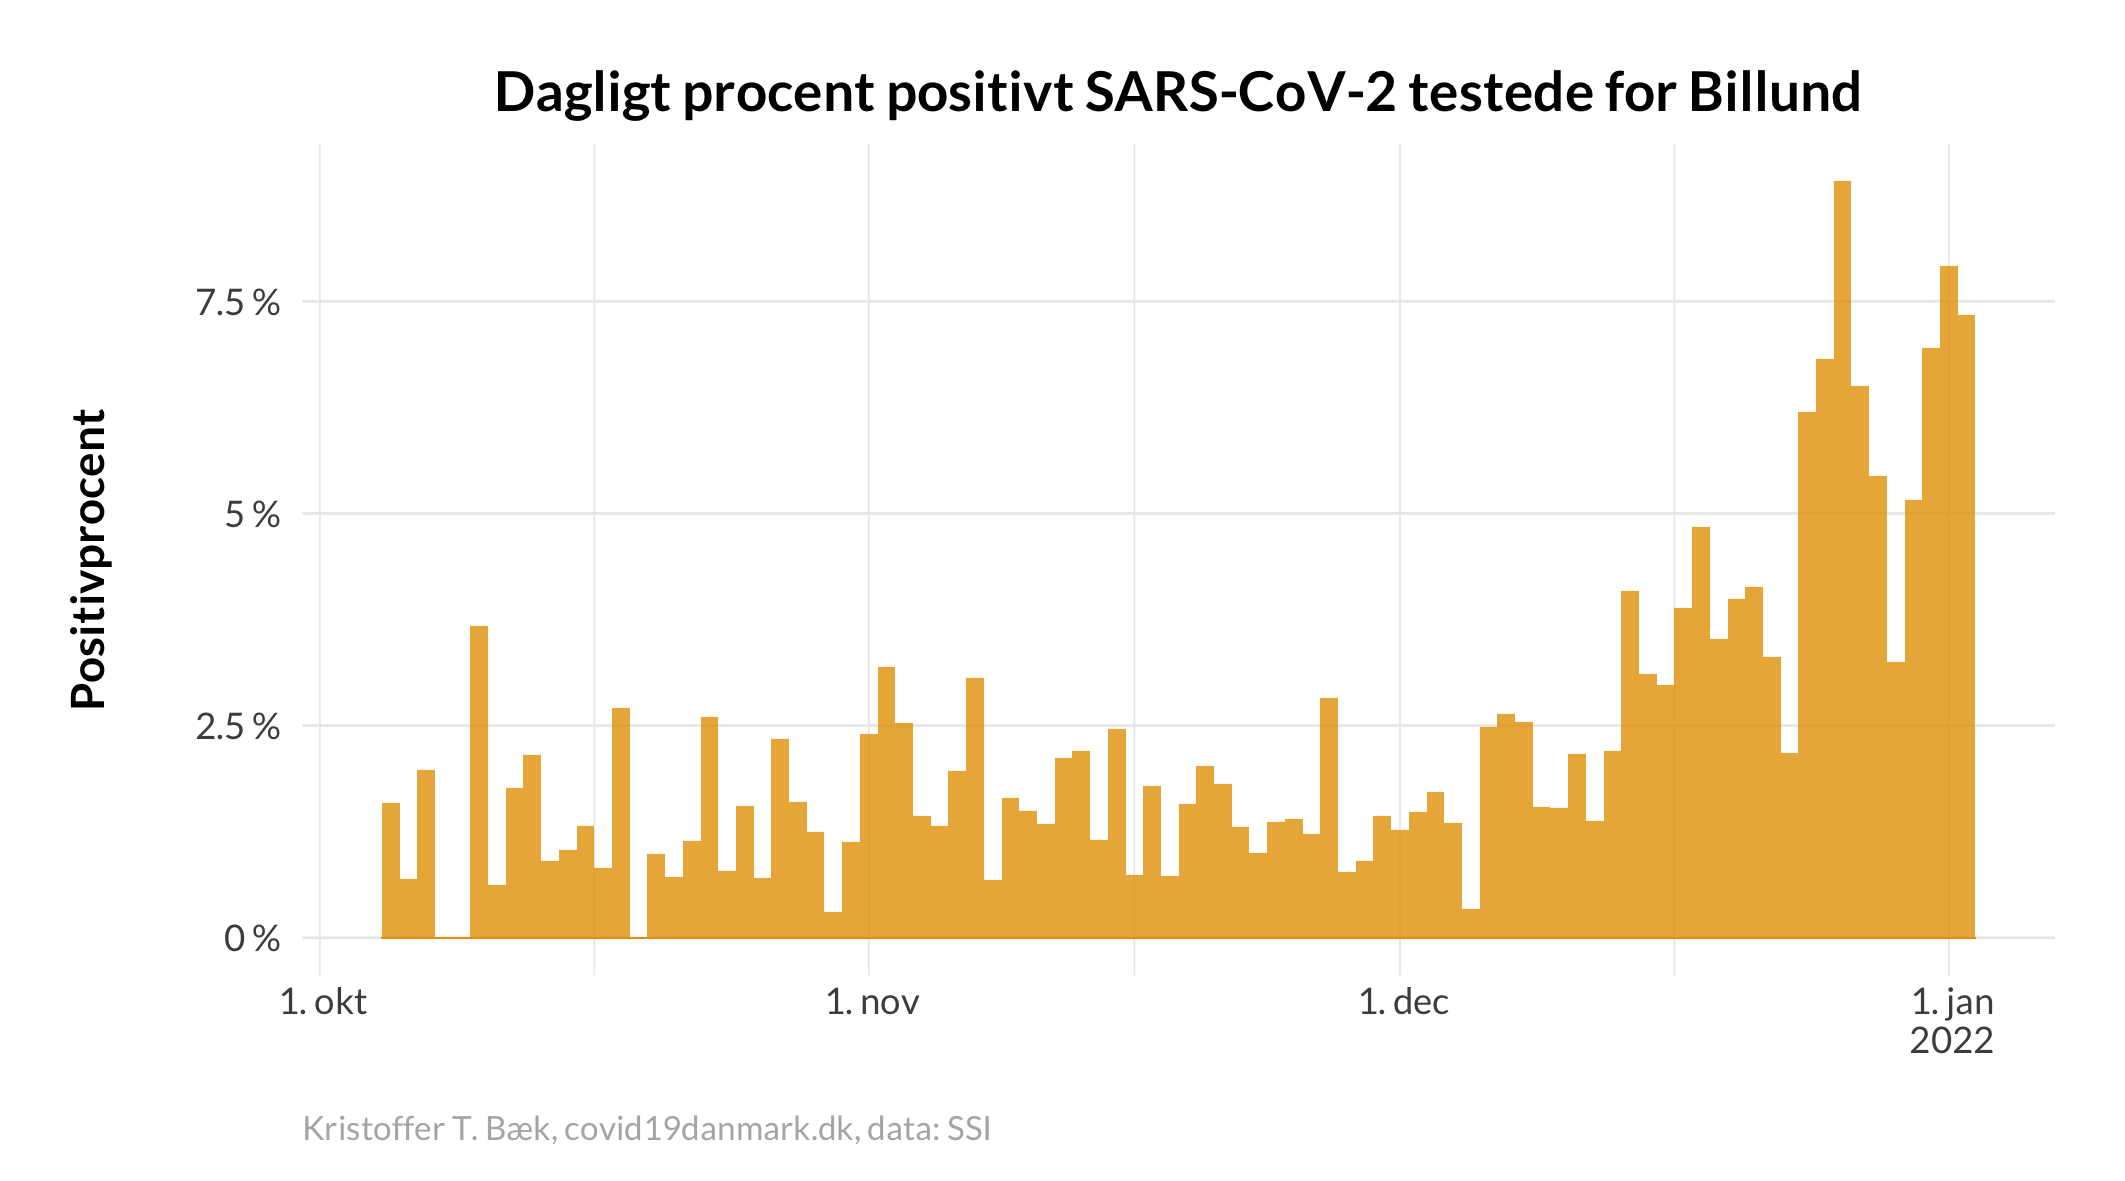 Dagligt procent positivt SARS-CoV-2 testede for Billund
Positivprocent
7.5 %
5 %
2.5 %
0 %
1. okt
1. nov
1. dec
1. jan
2022
Kristoffer T. Bæk, covid19danmark.dk, data: SSI